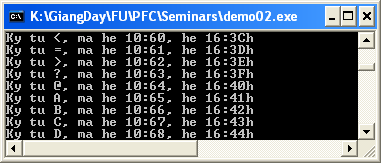 K:\GiangDay\FU\PFC\Seminars\demo02.exe
Ky tu <, ma he 10:60, he 16:3Ch
Ky tu =, ma he 10:61, he 16:3Dh
Ky tu >, ma he 10:62, he 16:3Eh
Ky tu ?, ma he 10:63, he 16:3Fh
Ky tu @, ma he 10:64, he 16:40h
Ky tu A, ma he 10:65, he 16:41h
Ky tu B, ma he 10:66, he 16:42h
Ky tu C, ma he 10:67, he 16:43h
Ky tu D, ma he 10:68, he 16:44h